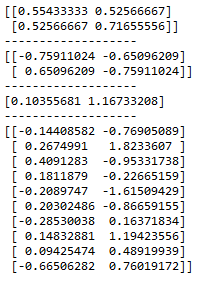 [[0.55433333 0.52566667]
 [0.52566667 0.71655556]]
-------------------
[[-0.75911024 -0.65096209]
 [ 0.65096209 -0.75911024]]
-------------------
[0.10355681 1.16733208]
-------------------
[[-0.14408582 -0.76905089]
 [ 0.2674991   1.8233607 ]
 [ 0.4091283  -0.95331738]
 [ 0.1811879  -0.22665159]
 [-0.2089747  -1.61509429]
 [ 0.20302486 -0.86659155]
 [-0.28530038  0.16371834]
 [ 0.14832881  1.19423556]
 [ 0.09425474  0.48919939]
 [-0.66506282  0.76019172]]